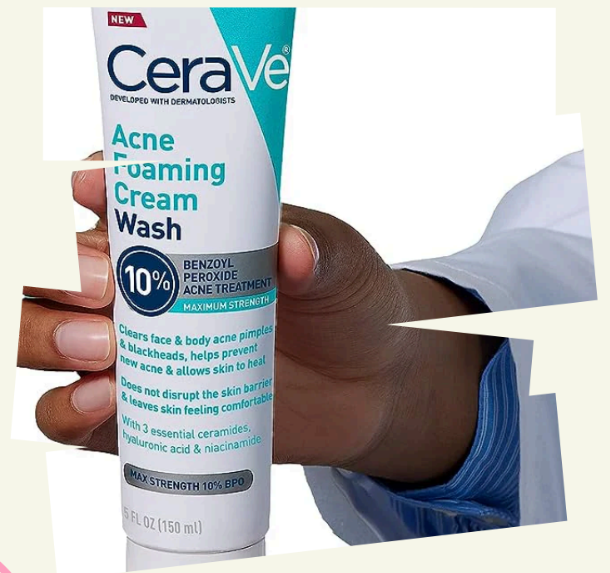 NEW
CeraVe®
DEVELOPED WITH DERMATOLOGISTS
Acne
Foaming
Cream
Wash
10%
BENZOYL
PEROXIDE
ACNE TREATMENT
MAXIMUM STRENGTH
Clears face & body acne pimples
& blackheads, helps prevent
new acne & allows skin to heal
Does not disrupt the skin barrier
& leaves skin feeling comfortable
With 3 essential ceramides,
hyaluronic acid & niacinamide
MAX STRENGTH 10% BPO
5 FL OZ (150 ml)